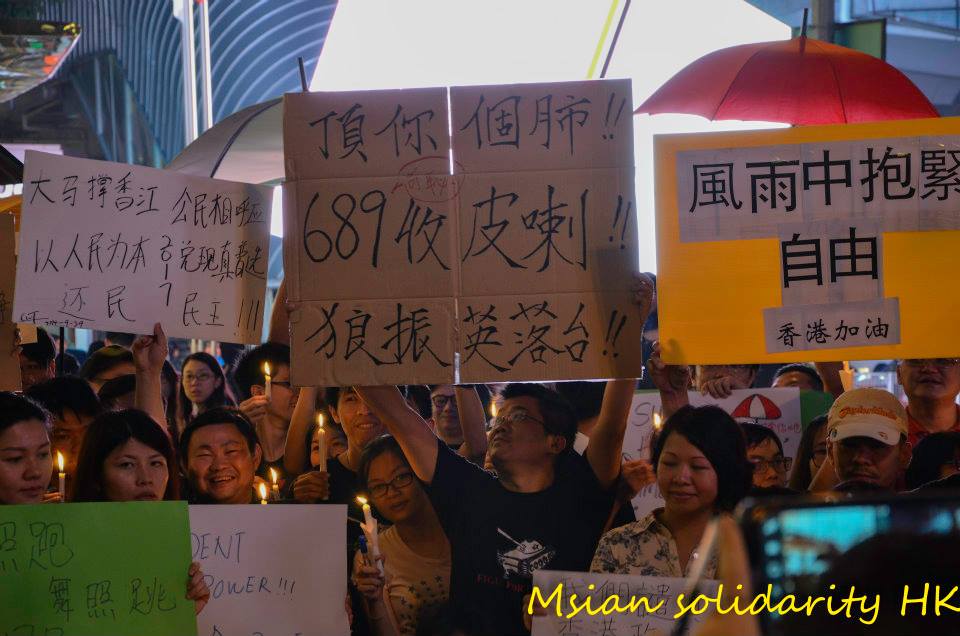 大马撑香江 公民相呼应
以人民为本 2017 兑现真普选
还民 民主!!!
頂你個肺!!
689收皮喇!!
狼振英落台!!
風雨中抱緊
自由
香港加油
照跑
舞照跳
DENT
POWER!!!
Msian solidarity HK